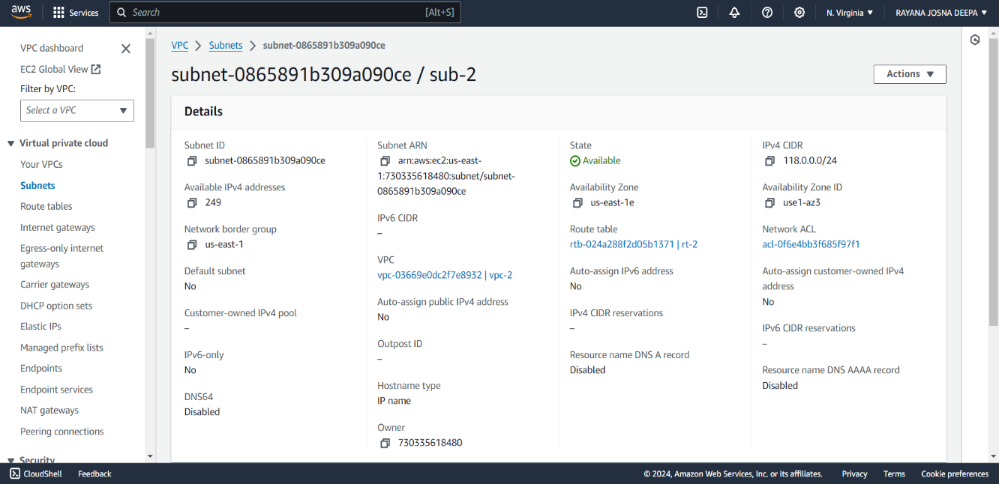 aws
Services
Search [Alt+S]
N. Virginia
RAYANA JOSNA DEEPA
VPC dashboard
EC2 Global View
Filter by VPC:
Select a VPC
Virtual private cloud
Your VPCs
Subnets
Route tables
Internet gateways
Egress-only internet
gateways
Carrier gateways
DHCP option sets
Elastic IPs
Managed prefix lists
Endpoints
Endpoint services
NAT gateways
Peering connections
Security
VPC > Subnets > subnet-0865891b309a090ce
subnet-0865891b309a090ce / sub-2
Actions
Details
Subnet ID
subnet-0865891b309a090ce
Available IPv4 addresses
249
Network border group
us-east-1
Default subnet
No
Customer-owned IPv4 pool
–
IPv6-only
No
DNS64
Disabled
Subnet ARN
arn:aws:ec2:us-east-
1:730335618480:subnet/subnet-
0865891b309a090ce
IPv6 CIDR
–
VPC
vpc-03669e0dc2f7e8932 | vpc-2
Auto-assign public IPv4 address
No
Outpost ID
–
Hostname type
IP name
Owner
730335618480
State
Available
Availability Zone
us-east-1e
Route table
rtb-024a288f2d05b1371 | rt-2
Auto-assign IPv6 address
No
IPv4 CIDR reservations
–
Resource name DNS A record
Disabled
IPv4 CIDR
118.0.0.0/24
Availability Zone ID
use1-az3
Network ACL
acl-0f6e4bb3f685f97f1
Auto-assign customer-owned IPv4
address
No
IPv6 CIDR reservations
–
Resource name DNS AAAA record
Disabled
CloudShell
Feedback
© 2024, Amazon Web Services, Inc. or its affiliates.
Privacy
Terms
Cookie preferences